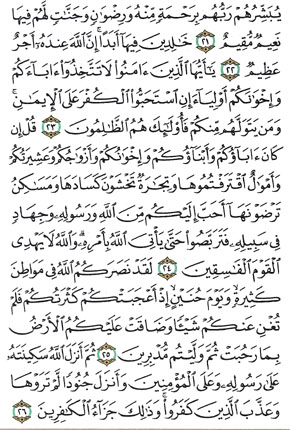 يُبَشِّرُهُمْ رَبُّهُم بِرَحْمَةٍ مِّنْهُ وَرِضْوَٰنٍ وَجَنَّٰتٍ لَّهُمْ فِيهَا
نَعِيمٌ مُّقِيمٌ ٢١ خَٰلِدِينَ فِيهَآ أَبَدًا إِنَّ ٱللَّهَ عِندَهُۥٓ أَجْرٌ
عَظِيمٌ ٢٢ يَٰٓأَيُّهَا ٱلَّذِينَ ءَامَنُوا۟ لَا تَتَّخِذُوٓا۟ ءَابَآءَكُمْ
وَإِخْوَٰنَكُمْ أَوْلِيَآءَ إِنِ ٱسْتَحَبُّوا۟ ٱلْكُفْرَ عَلَى ٱلْإِيمَٰنِ
وَمَن يَتَوَلَّهُم مِّنكُمْ فَأُو۟لَٰٓئِكَ هُمُ ٱلظَّٰلِمُونَ ٢٣ قُلْ إِن
كَانَ ءَابَآؤُكُمْ وَأَبْنَآؤُكُمْ وَإِخْوَٰنُكُمْ وَأَزْوَٰجُكُمْ وَعَشِيرَتُكُمْ
وَأَمْوَٰلٌ ٱقْتَرَفْتُمُوهَا وَتِجَٰرَةٌ تَخْشَوْنَ كَسَادَهَا وَمَسَٰكِنُ
تَرْضَوْنَهَآ أَحَبَّ إِلَيْكُم مِّنَ ٱللَّهِ وَرَسُولِهِۦ وَجِهَادٍ
فِى سَبِيلِهِۦ فَتَرَبَّصُوا۟ حَتَّىٰ يَأْتِىَ ٱللَّهُ بِأَمْرِهِۦ وَٱللَّهُ لَا يَهْدِى
ٱلْقَوْمَ ٱلْفَٰسِقِينَ ٢٤ لَقَدْ نَصَرَكُمُ ٱللَّهُ فِى مَوَاطِنَ
كَثِيرَةٍ وَيَوْمَ حُنَيْنٍ إِذْ أَعْجَبَتْكُمْ كَثْرَتُكُمْ فَلَمْ
تُغْنِ عَنكُمْ شَيْـًٔا وَضَاقَتْ عَلَيْكُمُ ٱلْأَرْضُ
بِمَا رَحُبَتْ ثُمَّ وَلَّيْتُم مُّدْبِرِينَ ٢٥ ثُمَّ أَنزَلَ ٱللَّهُ سَكِينَتَهُۥ
عَلَىٰ رَسُولِهِۦ وَعَلَى ٱلْمُؤْمِنِينَ وَأَنزَلَ جُنُودًا لَّمْ تَرَوْهَا
وَعَذَّبَ ٱلَّذِينَ كَفَرُوا۟ وَذَٰلِكَ جَزَآءُ ٱلْكَٰفِرِينَ ٢٦